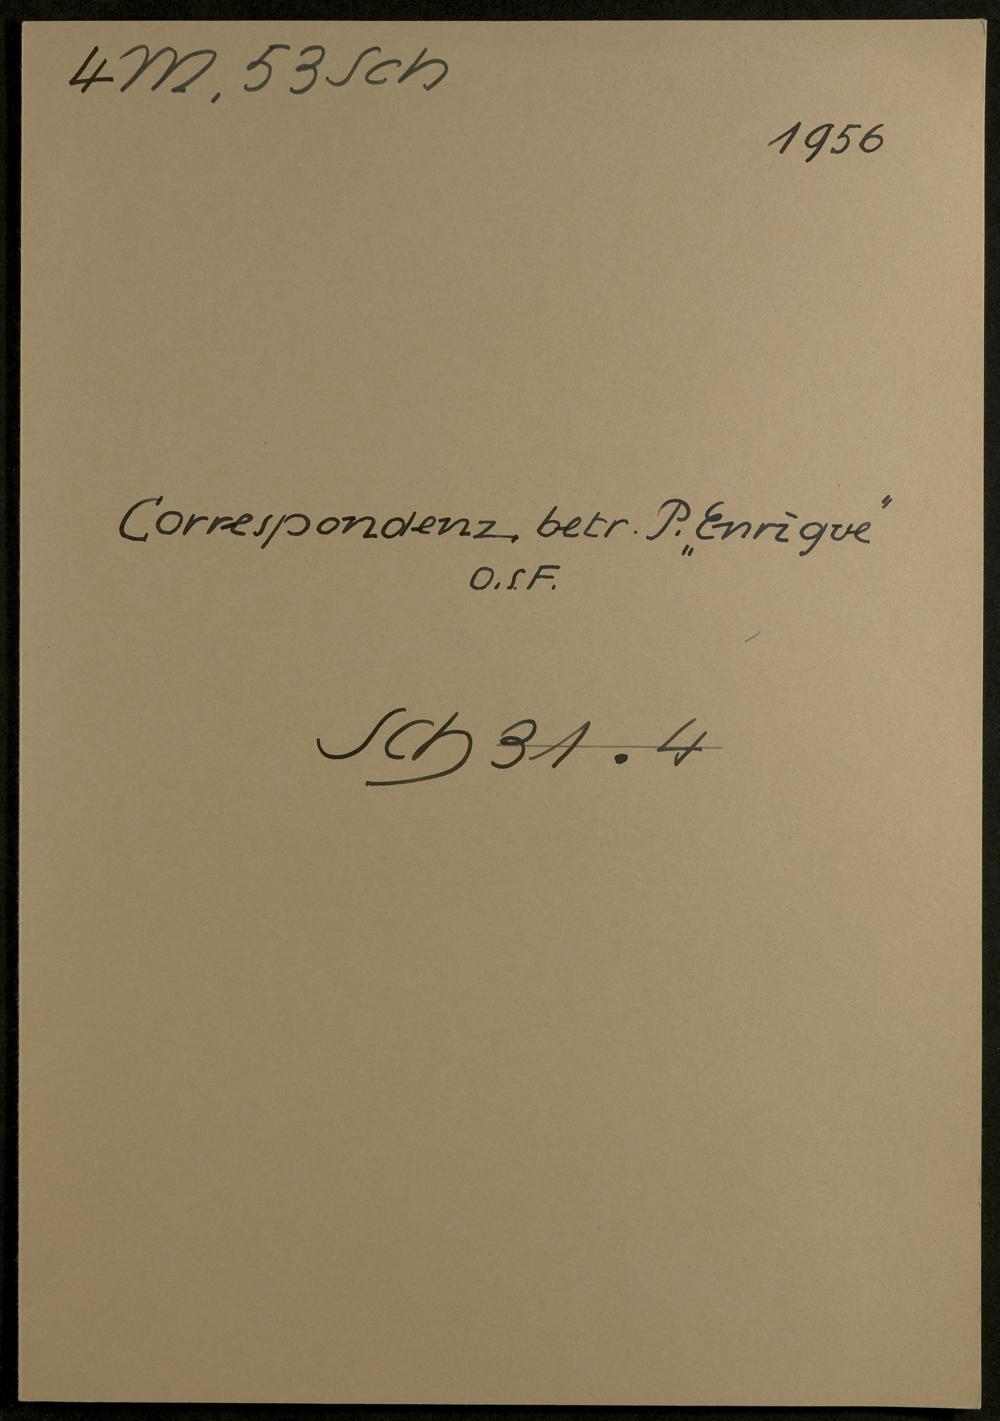 4M, 53Sch
1956
Correspondenz, betr. P. „Enrique"
O.S.F.
Sch 31.4